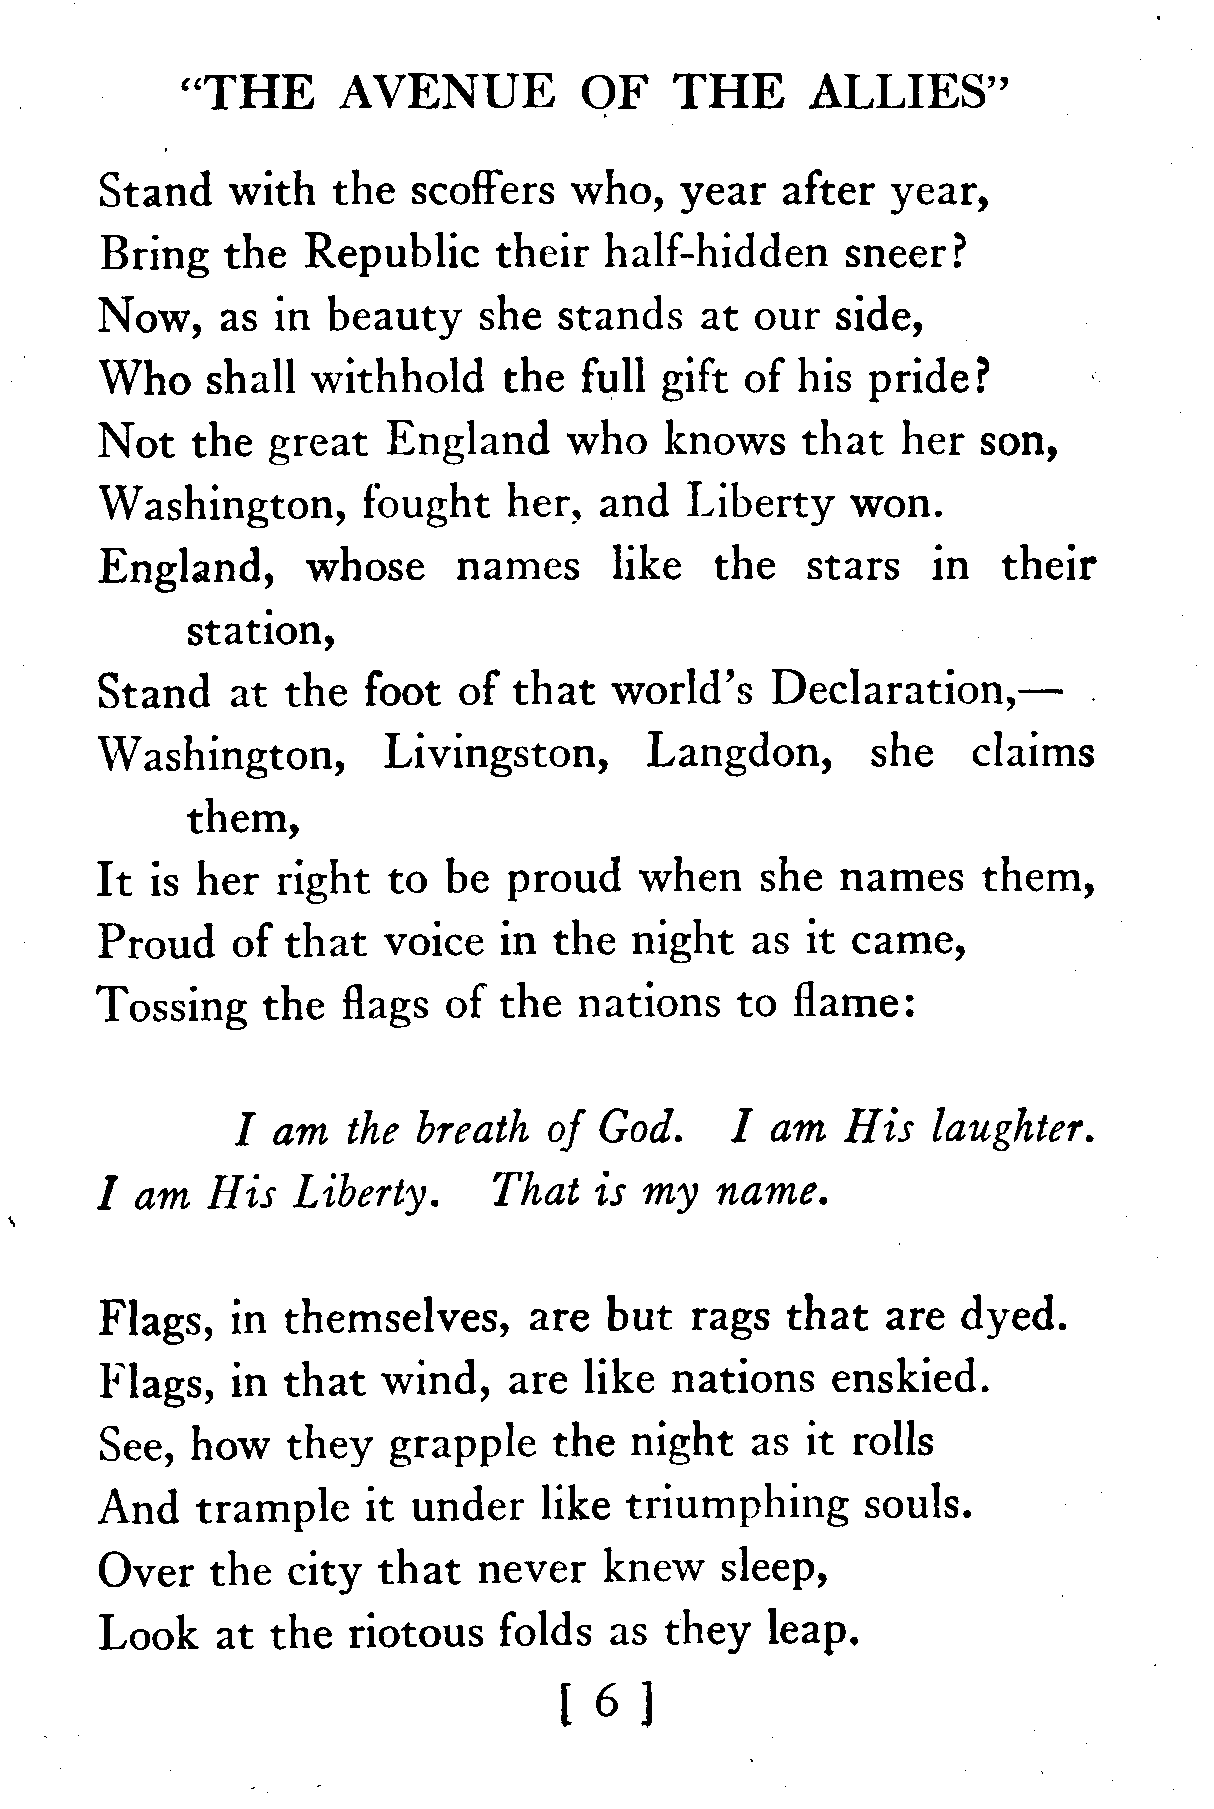 “THE AVENUE OF THE ALLIES”
Stand with the scoffers who, year after year,
Bring the Republic their half-hidden sneer?
Now, as in beauty she stands at our side,
Who shall withhold the full gift of his pride?
Not the great England who knows that her son,
Washington, fought her, and Liberty won.
England, whose names like the stars in their
station,
Stand at the foot of that world’s Declaration,—
Washington, Livingston, Langdon, she claims
them,
It is her right to be proud when she names them,
Proud of that voice in the night as it came,
Tossing the flags of the nations to flame:
I am the breath of God. I am His laughter.
I am His Liberty. That is my name.
Flags, in themselves, are but rags that are dyed.
Flags, in that wind, are like nations enskied.
See, how they grapple the night as it rolls
And trample it under like triumphing souls.
Over the city that never knew sleep,
Look at the riotous folds as they leap.
[ 6 ]